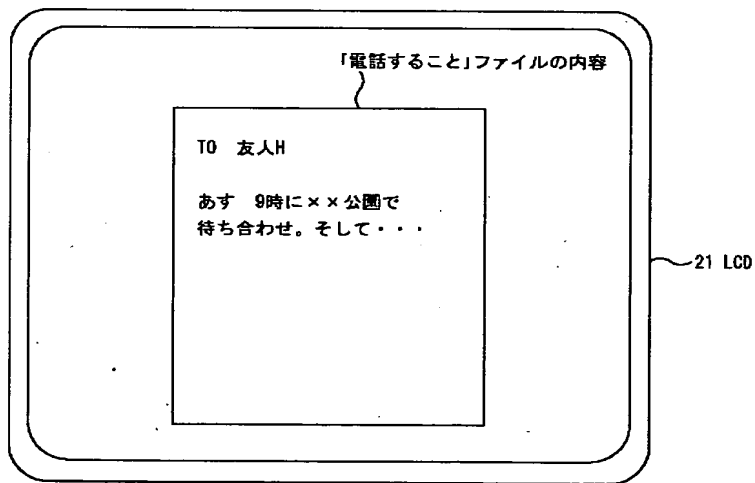 「電話すること」ファイルの内容
TO 友人H
あす 9時に××公園で
待ち合わせ。そして・・・
21 LCD